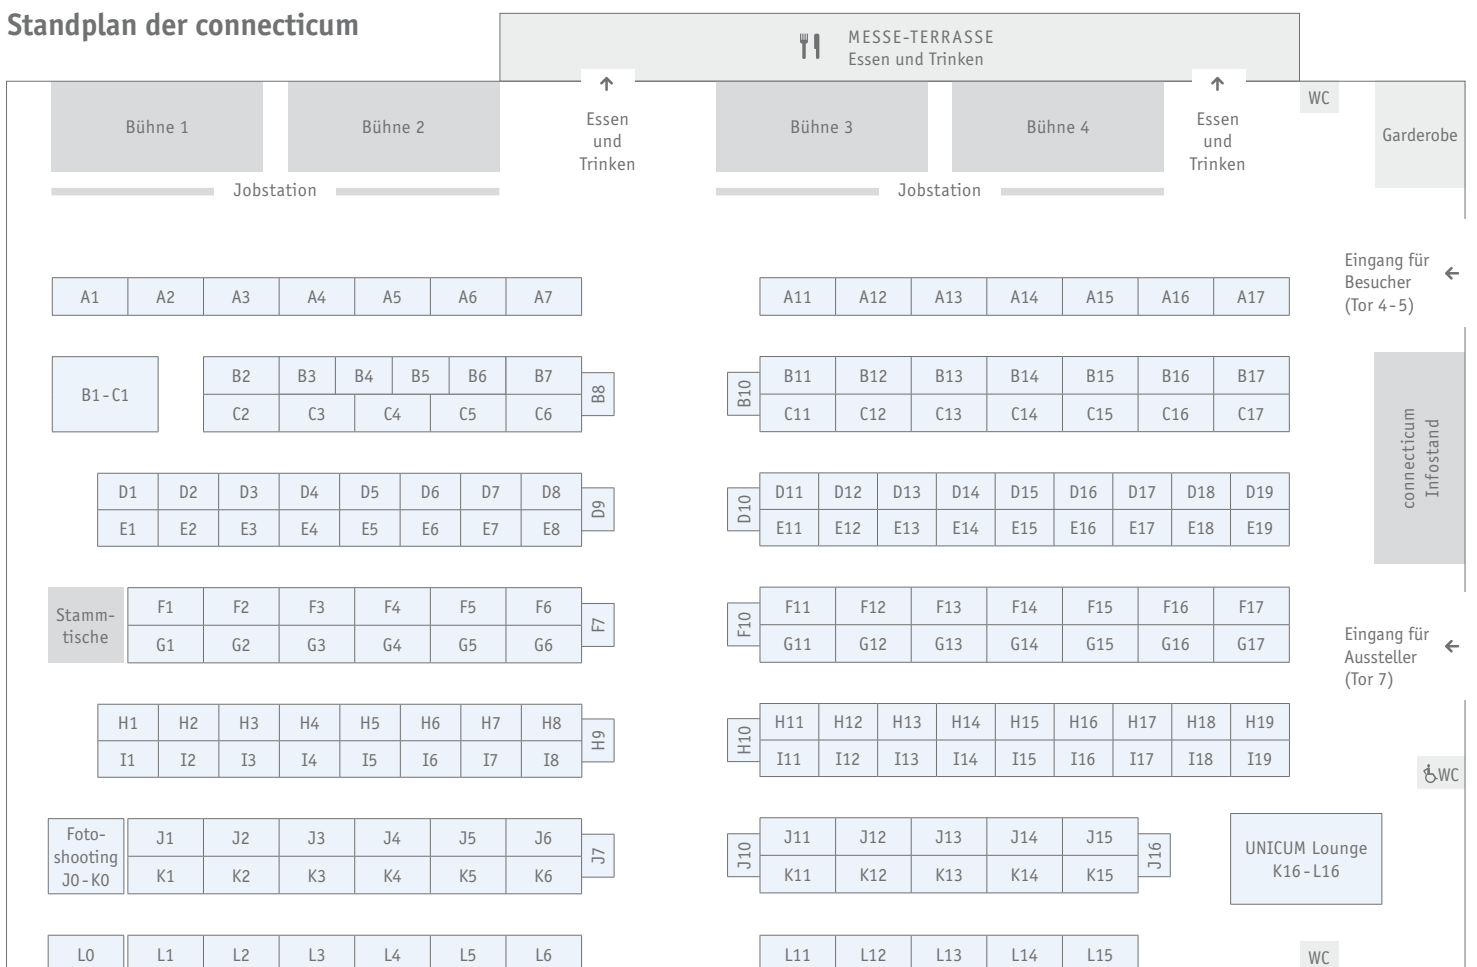 Standplan der connecticum
MESSE-TERRASSE
Essen und Trinken
Bühne 1
Bühne 2
Essen
und
Trinken
Bühne 3
Bühne 4
Essen
und
Trinken
WC
Garderobe
Jobstation
Jobstation
Eingang für
Besucher
(Tor 4-5)
A1 A2 A3 A4 A5 A6 A7
A11 A12 A13 A14 A15 A16 A17
B1-C1
B2 B3 B4 B5 B6 B7
C2 C3 C4 C5 C6
B8
B10
B11 B12 B13 B14 B15 B16 B17
C11 C12 C13 C14 C15 C16 C17
connecticum
Infostand
D1 D2 D3 D4 D5 D6 D7 D8
E1 E2 E3 E4 E5 E6 E7 E8
D9
D10
D11 D12 D13 D14 D15 D16 D17 D18 D19
E11 E12 E13 E14 E15 E16 E17 E18 E19
Stamm-
tische
F1 F2 F3 F4 F5 F6
G1 G2 G3 G4 G5 G6
F7
F10
F11 F12 F13 F14 F15 F16 F17
G11 G12 G13 G14 G15 G16 G17
Eingang für
Aussteller
(Tor 7)
H1 H2 H3 H4 H5 H6 H7 H8
I1 I2 I3 I4 I5 I6 I7 I8
H9
H10
H11 H12 H13 H14 H15 H16 H17 H18 H19
I11 I12 I13 I14 I15 I16 I17 I18 I19
WC
Foto-
shooting
J0-K0
J1 J2 J3 J4 J5 J6
K1 K2 K3 K4 K5 K6
J7
J10
J11 J12 J13 J14 J15
K11 K12 K13 K14 K15
J16
UNICUM Lounge
K16-L16
L0 L1 L2 L3 L4 L5 L6
L11 L12 L13 L14 L15
WC